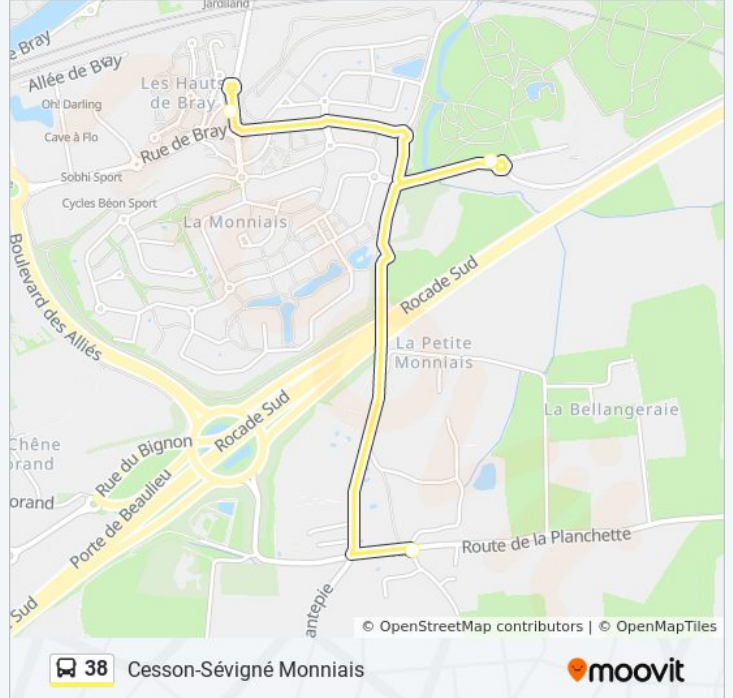 Jardiland
e Bray
Allée de Bray
Les Hauts
de Bray
Oh! Darling
Cave à Flo
Rue de Bray
Sobhi Sport
Cycles Béon Sport
La Monniais
Boulevard des Alliés
Rocade Sud
La Petite
Monniais
Rocade Sud
La Bellangeraie
Chêne
orand
Rue du Bignon
orand
Porte de Beaulieu
Route de la Planchette
Sud
antepie
© OpenStreetMap contributors | © OpenMapTiles
38 Cesson-Sévigné Monniais
moovit